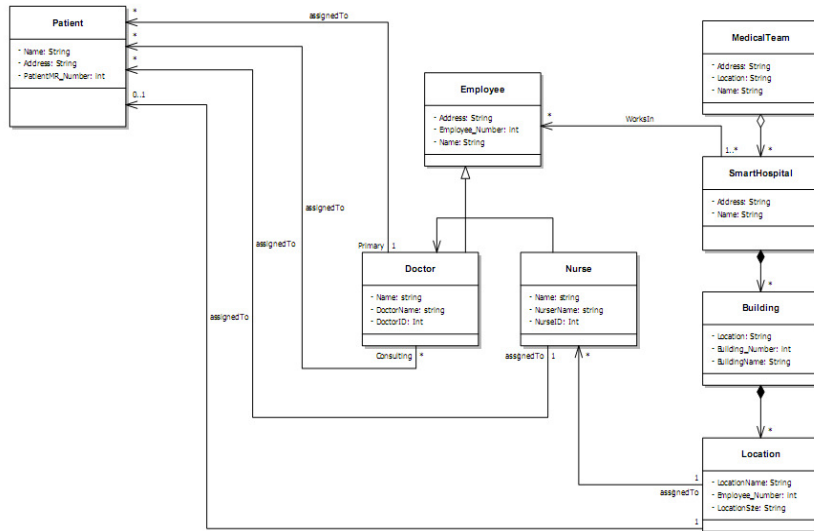 Patient
- Name: String
- Address: String
- PatientMR_Number: Int
*
assignedTo
*
*
0..1
MedicalTeam
- Address: String
- Location: String
- Name: String
Employee
- Address: String
- Employee_Number: Int
- Name: String
*
WorksIn
1..*
*
SmartHospital
- Address: String
- Name: String
assignedTo
assignedTo
assignedTo
Primary 1
Doctor
- Name: string
- DoctorName: string
- DoctorID: Int
Consulting *
Nurse
- Name: string
- NurserName: string
- NurseID: Int
assignedTo 1
*
*
Building
- Location: String
- Building_Number: Int
- BuildingName: String
*
Location
- LocationName: String
- Employee_Number: Int
- LocationSize: String
1
assignedTo
1